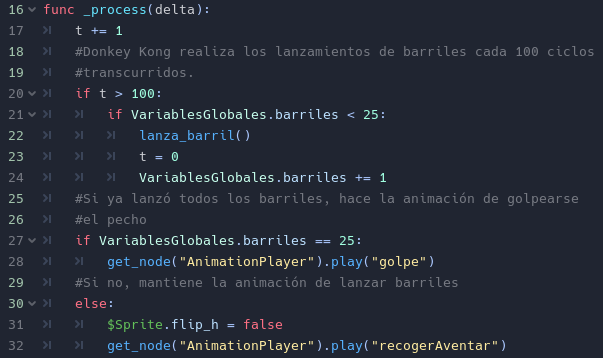 16 func _process(delta):
17 t += 1
18 #Donkey Kong realiza los lanzamientos de barriles cada 100 ciclos
19 #transcurridos.
20 if t > 100:
21 if VariablesGlobales.barriles < 25:
22 lanza_barril()
23 t = 0
24 VariablesGlobales.barriles += 1
25 #Si ya lanzó todos los barriles, hace la animación de golpearse
26 #el pecho
27 if VariablesGlobales.barriles == 25:
28 get_node("AnimationPlayer").play("golpe")
29 #Si no, mantiene la animación de lanzar barriles
30 else:
31 $Sprite.flip_h = false
32 get_node("AnimationPlayer").play("recogerAventar")